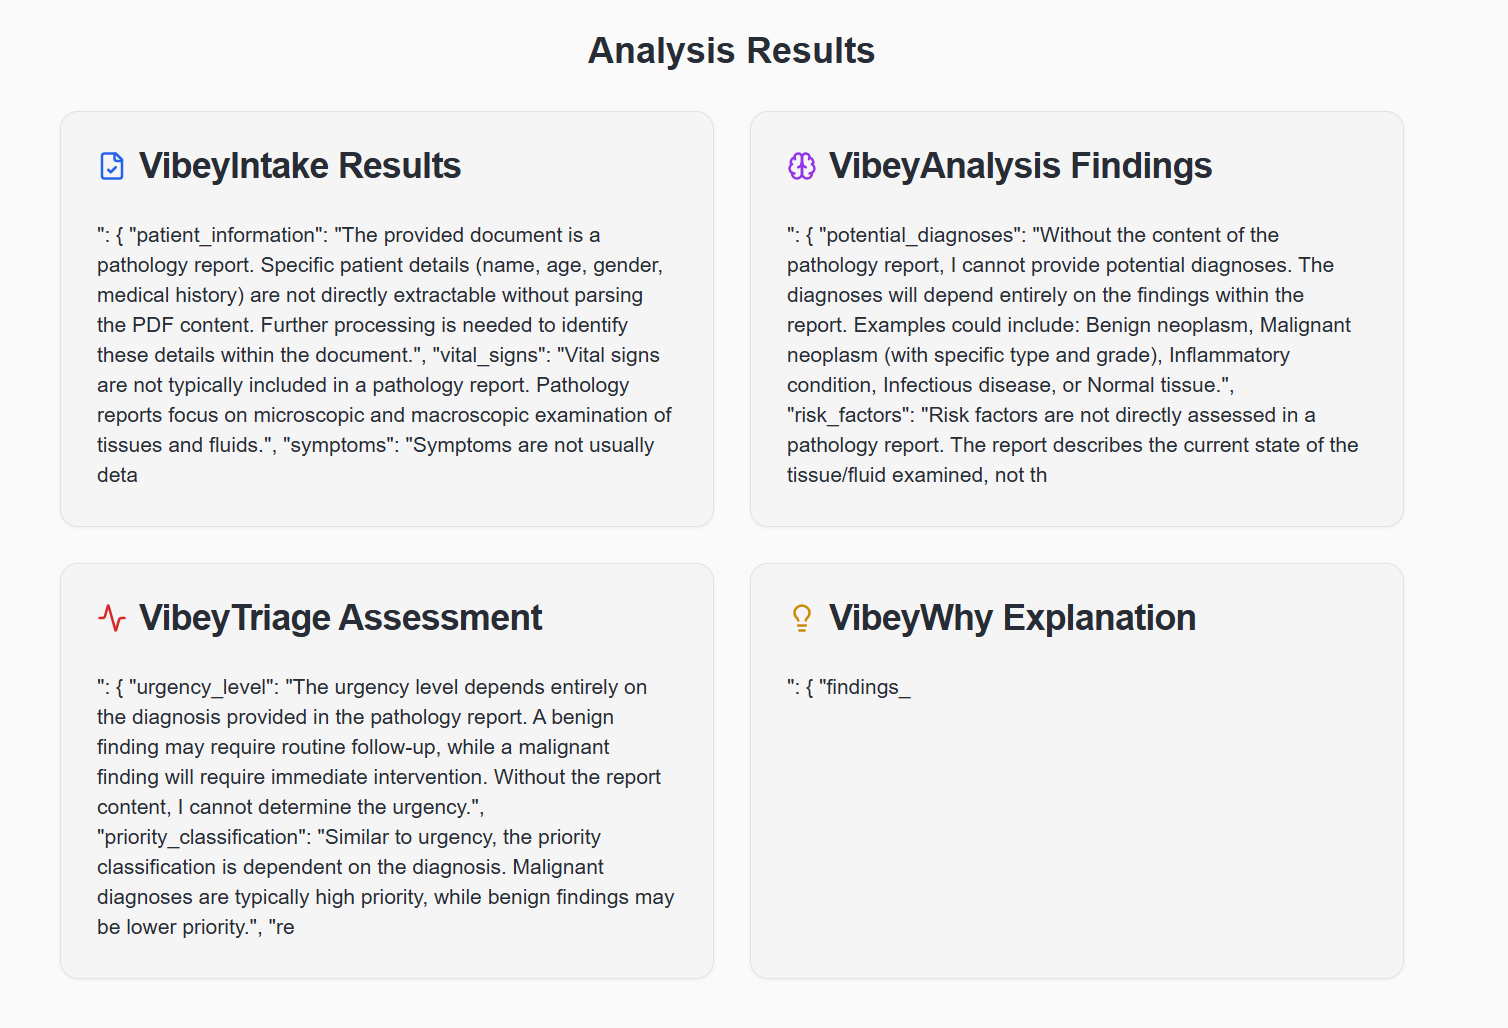 Analysis Results
VibeyIntake Results
": { "patient_information": "The provided document is a
pathology report. Specific patient details (name, age, gender,
medical history) are not directly extractable without parsing
the PDF content. Further processing is needed to identify
these details within the document.", "vital_signs": "Vital signs
are not typically included in a pathology report. Pathology
reports focus on microscopic and macroscopic examination of
tissues and fluids.", "symptoms": "Symptoms are not usually
deta
VibeyAnalysis Findings
": { "potential_diagnoses": "Without the content of the
pathology report, I cannot provide potential diagnoses. The
diagnoses will depend entirely on the findings within the
report. Examples could include: Benign neoplasm, Malignant
neoplasm (with specific type and grade), Inflammatory
condition, Infectious disease, or Normal tissue.",
"risk_factors": "Risk factors are not directly assessed in a
pathology report. The report describes the current state of the
tissue/fluid examined, not th
VibeyTriage Assessment
": { "urgency_level": "The urgency level depends entirely on
the diagnosis provided in the pathology report. A benign
finding may require routine follow-up, while a malignant
finding will require immediate intervention. Without the report
content, I cannot determine the urgency.",
"priority_classification": "Similar to urgency, the priority
classification is dependent on the diagnosis. Malignant
diagnoses are typically high priority, while benign findings may
be lower priority.", "re
VibeyWhy Explanation
": { "findings_